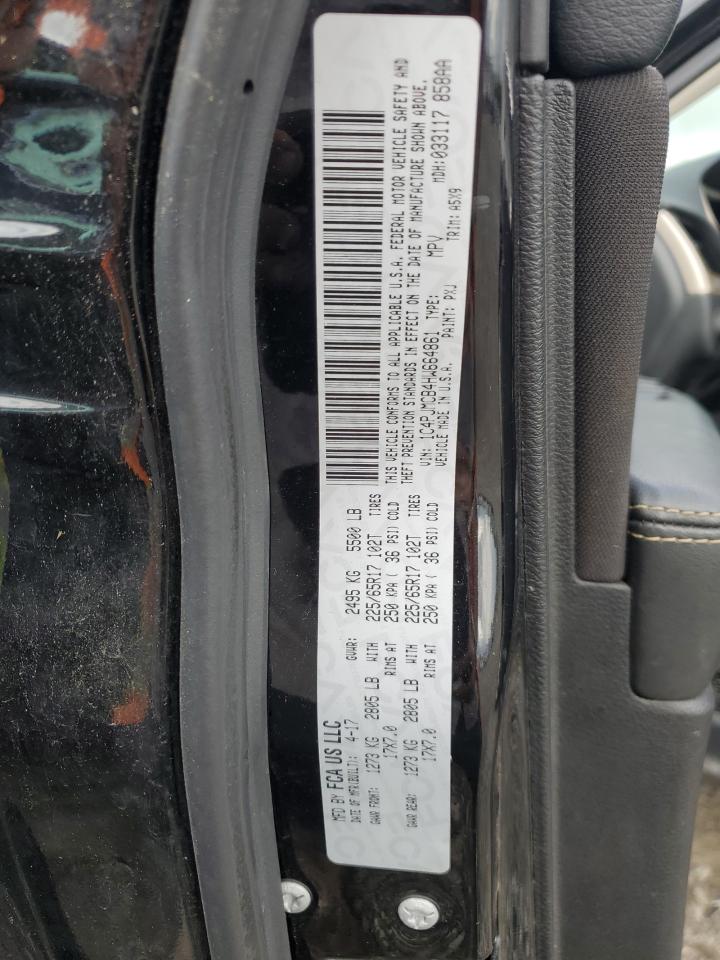 MFD BY FCA US LLC
DATE OF MFR(BUILT): 4-17 GVWR: 2495 KG 5500 LB
GAWR FRONT: 1273 KG 2805 LB WITH 225/65R17 102T TIRES
17X7.0 RIMS AT 250 KPA ( 36 PSI) COLD
GAWR REAR: 1273 KG 2805 LB WITH 225/65R17 102T TIRES
17X7.0 RIMS AT 250 KPA ( 36 PSI) COLD
THIS VEHICLE CONFORMS TO ALL APPLICABLE U.S.A. FEDERAL MOTOR VEHICLE SAFETY AND
THEFT PREVENTION STANDARDS IN EFFECT ON THE DATE OF MANUFACTURE SHOWN ABOVE.
VIN: 1C4PJMCB4HW664861 TYPE: MPV MDH:033117 858AA
VEHICLE MADE IN U.S.A. PAINT: PXJ TRIM: A5X9